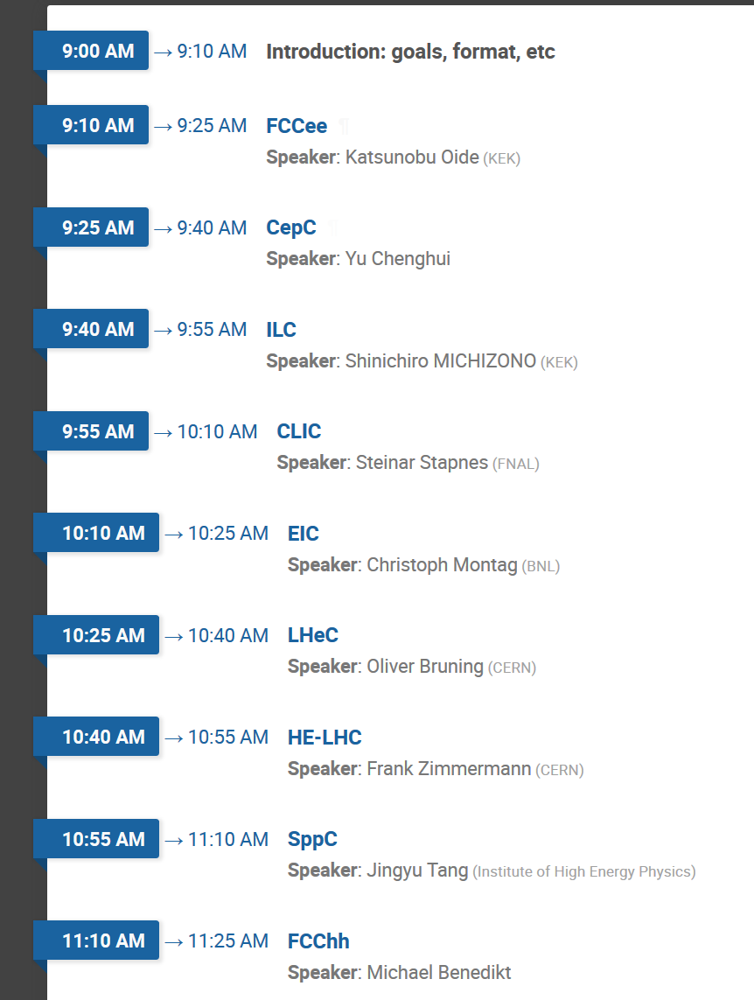 9:00 AM → 9:10 AM Introduction: goals, format, etc
9:10 AM → 9:25 AM FCCee ¶
Speaker: Katsunobu Oide (KEK)
9:25 AM → 9:40 AM CepC ¶
Speaker: Yu Chenghui
9:40 AM → 9:55 AM ILC
Speaker: Shinichiro MICHIZONO (KEK)
9:55 AM → 10:10 AM CLIC
Speaker: Steinar Stapnes (FNAL)
10:10 AM → 10:25 AM EIC
Speaker: Christoph Montag (BNL)
10:25 AM → 10:40 AM LHeC
Speaker: Oliver Bruning (CERN)
10:40 AM → 10:55 AM HE-LHC
Speaker: Frank Zimmermann (CERN)
10:55 AM → 11:10 AM SppC
Speaker: Jingyu Tang (Institute of High Energy Physics)
11:10 AM → 11:25 AM FCChh
Speaker: Michael Benedikt